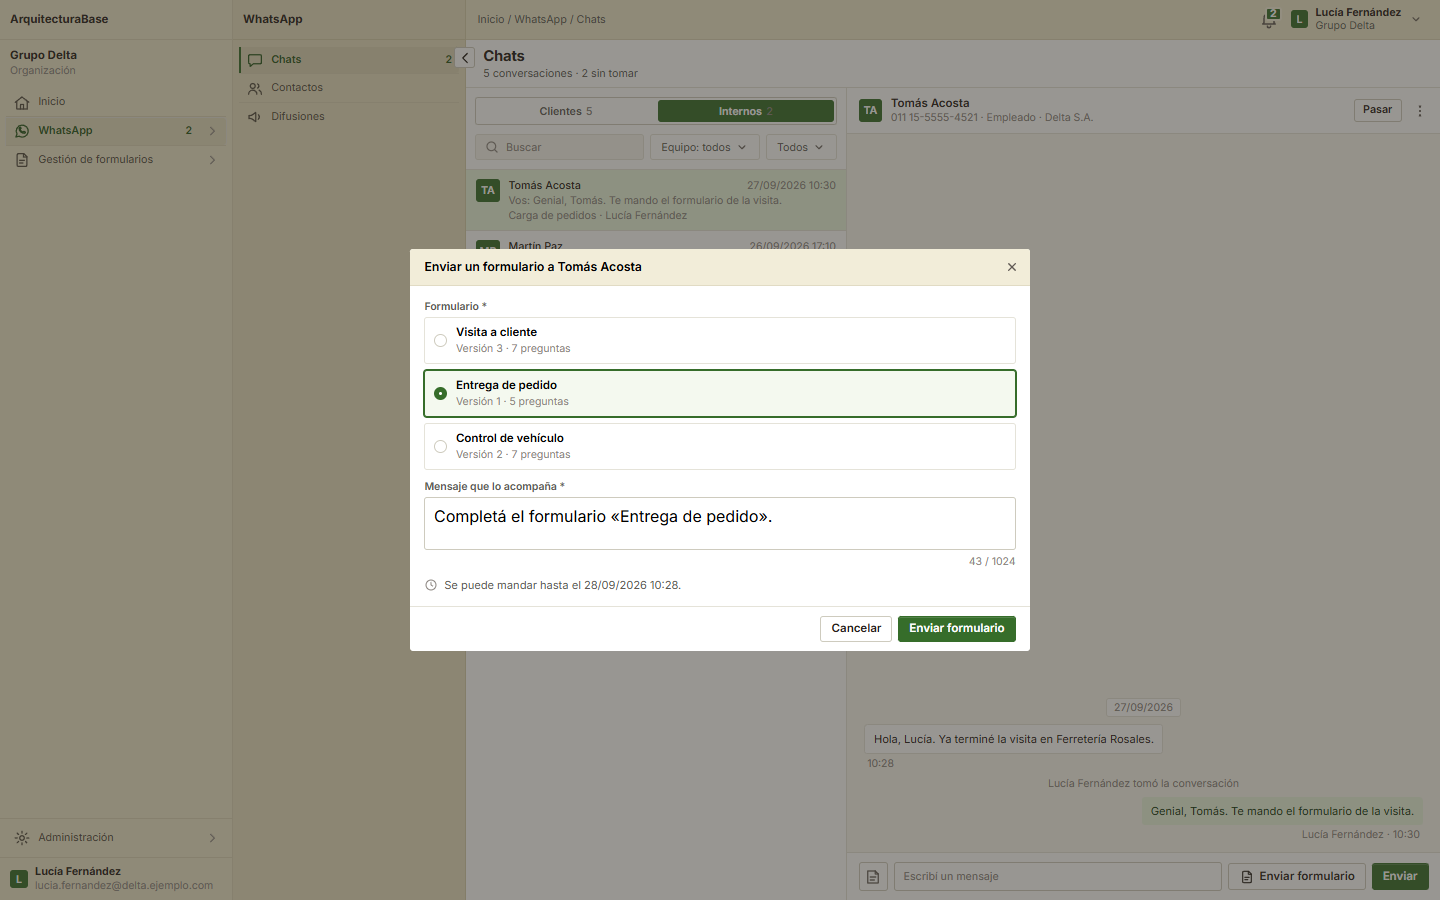 ArquitecturaBase
Grupo Delta
Organización
Inicio
WhatsApp 2
Gestión de formularios
Administración
L Lucía Fernández
lucia.fernandez@delta.ejemplo.com
WhatsApp
Chats 2
Contactos
Difusiones
Inicio / WhatsApp / Chats
2
L Lucía Fernández
Grupo Delta
Chats
5 conversaciones · 2 sin tomar
Clientes 5 Internos 2
Buscar Equipo: todos Todos
TA Tomás Acosta 27/09/2026 10:30
Vos: Genial, Tomás. Te mando el formulario de la visita.
Carga de pedidos · Lucía Fernández
Martín Paz 26/09/2026 17:10
TA Tomás Acosta
011 15-5555-4521 · Empleado · Delta S.A.
Pasar
Enviar un formulario a Tomás Acosta
Formulario *
Visita a cliente
Versión 3 · 7 preguntas
Entrega de pedido
Versión 1 · 5 preguntas
Control de vehículo
Versión 2 · 7 preguntas
Mensaje que lo acompaña *
Completá el formulario «Entrega de pedido».
43 / 1024
Se puede mandar hasta el 28/09/2026 10:28.
Cancelar Enviar formulario
27/09/2026
Hola, Lucía. Ya terminé la visita en Ferretería Rosales.
10:28
Lucía Fernández tomó la conversación
Genial, Tomás. Te mando el formulario de la visita.
Lucía Fernández · 10:30
Escribí un mensaje Enviar formulario Enviar